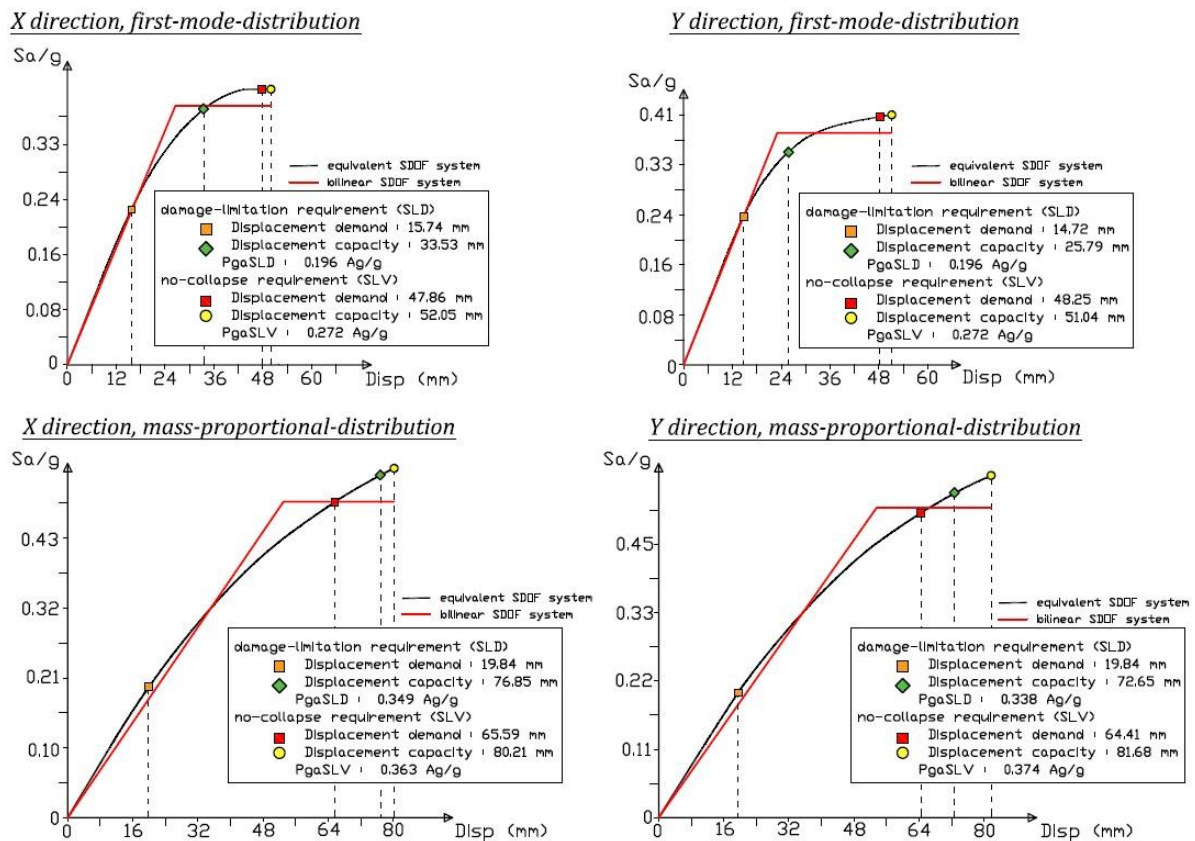 X direction, first-mode-distribution
Sa/g
0.33
0.24
0.16
0.08
0
0 12 24 36 48 60 Disp (mm)
equivalent SDOF system
bilinear SDOF system
damage-limitation requirement (SLD)
Displacement demand : 15.74 mm
Displacement capacity : 33.53 mm
PgaSLD : 0.196 Ag/g
no-collapse requirement (SLV)
Displacement demand : 47.86 mm
Displacement capacity : 52.05 mm
PgaSLV : 0.272 Ag/g
Y direction, first-mode-distribution
Sa/g
0.41
0.33
0.24
0.16
0.08
0
0 12 24 36 48 60 Disp (mm)
equivalent SDOF system
bilinear SDOF system
damage-limitation requirement (SLD)
Displacement demand : 14.72 mm
Displacement capacity : 25.79 mm
PgaSLD : 0.196 Ag/g
no-collapse requirement (SLV)
Displacement demand : 48.25 mm
Displacement capacity : 51.04 mm
PgaSLV : 0.272 Ag/g
X direction, mass-proportional-distribution
Sa/g
0.43
0.32
0.21
0.10
0
0 16 32 48 64 80 Disp (mm)
equivalent SDOF system
bilinear SDOF system
damage-limitation requirement (SLD)
Displacement demand : 19.84 mm
Displacement capacity : 76.85 mm
PgaSLD : 0.349 Ag/g
no-collapse requirement (SLV)
Displacement demand : 65.59 mm
Displacement capacity : 80.21 mm
PgaSLV : 0.363 Ag/g
Y direction, mass-proportional-distribution
Sa/g
0.45
0.33
0.22
0.11
0
0 16 32 48 64 80 Disp (mm)
equivalent SDOF system
bilinear SDOF system
damage-limitation requirement (SLD)
Displacement demand : 19.84 mm
Displacement capacity : 72.65 mm
PgaSLD : 0.338 Ag/g
no-collapse requirement (SLV)
Displacement demand : 64.41 mm
Displacement capacity : 81.68 mm
PgaSLV : 0.374 Ag/g